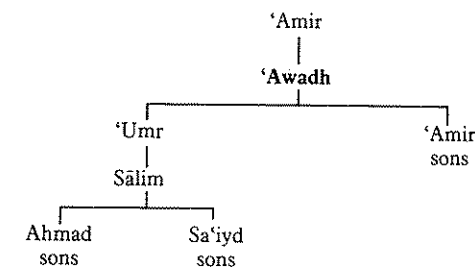 ‘Amir
‘Awadh
‘Umr
‘Amir
sons
Sālim
Ahmad
sons
Sa‘iyd
sons